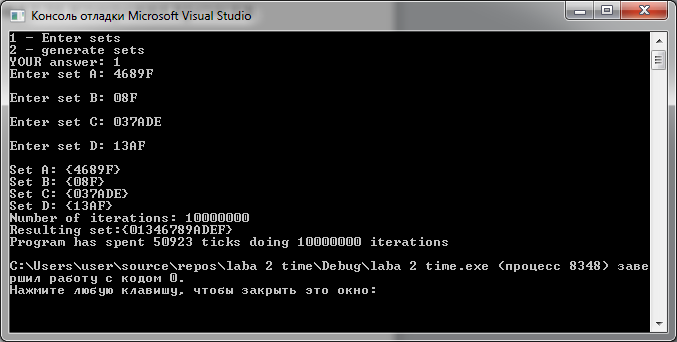 Консоль отладки Microsoft Visual Studio
1 - Enter sets
2 - generate sets
YOUR answer: 1
Enter set A: 4689F
Enter set B: 08F
Enter set C: 037ADE
Enter set D: 13AF
Set A: {4689F}
Set B: {08F}
Set C: {037ADE}
Set D: {13AF}
Number of iterations: 10000000
Resulting set:{01346789ADEF}
Program has spent 50923 ticks doing 10000000 iterations
C:\Users\user\source\repos\laba 2 time\Debug\laba 2 time.exe (процесс 8348) заве
ршил работу с кодом 0.
Нажмите любую клавишу, чтобы закрыть это окно: